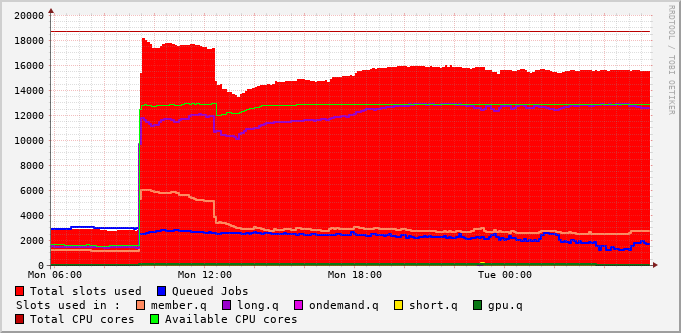 20000
18000
16000
14000
12000
10000
8000
6000
4000
2000
0
Mon 06:00 Mon 12:00 Mon 18:00 Tue 00:00
Total slots used Queued Jobs
Slots used in : member.q long.q ondemand.q short.q gpu.q
Total CPU cores Available CPU cores
RRDTOOL / TOBI OETIKER